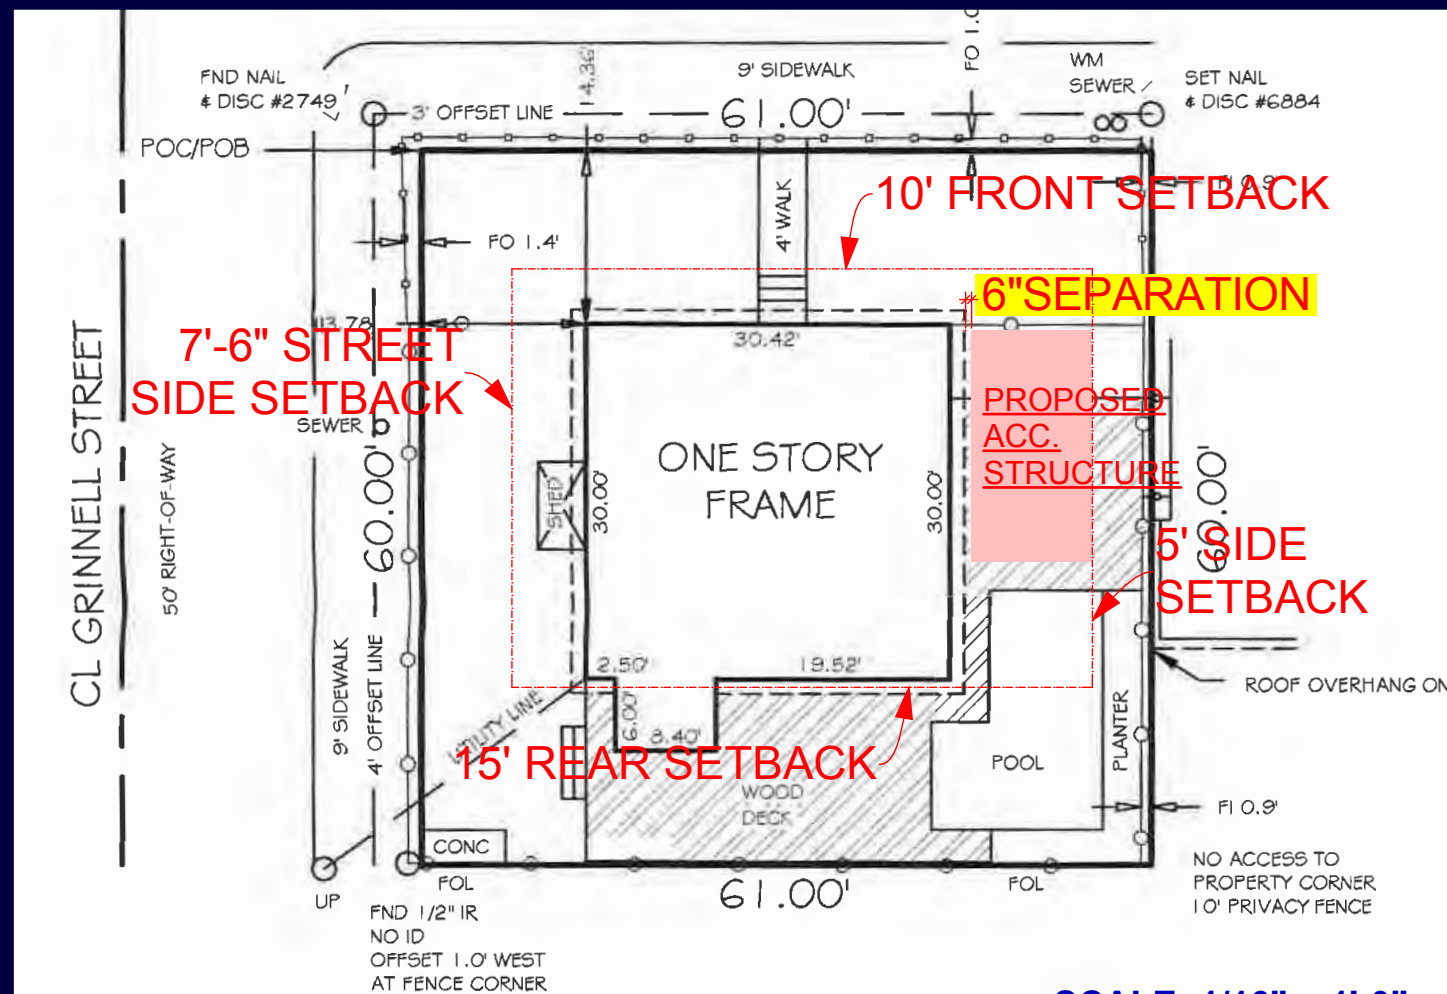 FO 1.0
14.36'
9' SIDEWALK
WM
SEWER
FND NAIL
& DISC #2749
SET NAIL
& DISC #6884
3' OFFSET LINE
61.00'
POC/POB
4' WALK
10' FRONT SETBACK
FI 0.9'
FO 1.4'
6"SEPARATION
13.78
30.42'
7'-6" STREET
SIDE SETBACK
CL GRINNELL STREET
50' RIGHT-OF-WAY
SEWER
60.00'
SHED
30.00'
ONE STORY
FRAME
30.00'
PROPOSED
ACC.
STRUCTURE
60.00'
5' SIDE
SETBACK
9' SIDEWALK
4' OFFSET LINE
2.50'
19.52'
6.00'
8.40'
UTILITY LINE
ROOF OVERHANG ON
15' REAR SETBACK
WOOD
DECK
POOL
PLANTER
FI 0.9'
CONC
FOL
61.00'
FOL
UP
NO ACCESS TO
PROPERTY CORNER
10' PRIVACY FENCE
FND 1/2" IR
NO ID
OFFSET 1.0' WEST
AT FENCE CORNER